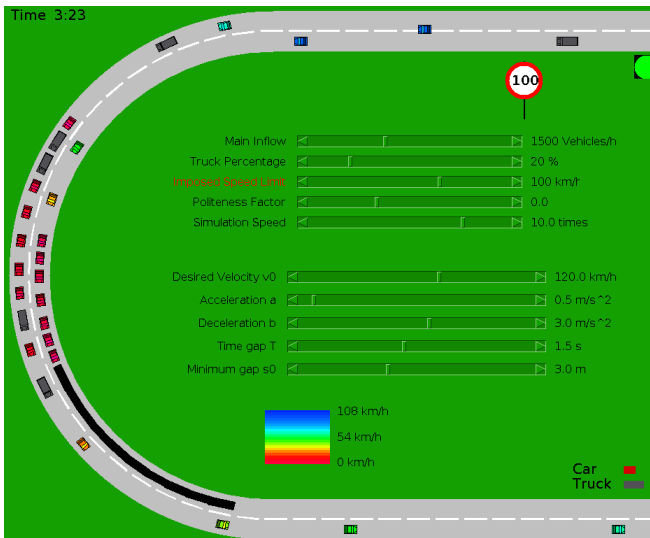 Time 3:23
100
Main Inflow 1500 Vehicles/h
Truck Percentage 20 %
Imposed Speed Limit 100 km/h
Politeness Factor 0.0
Simulation Speed 10.0 times
Desired Velocity v0 120.0 km/h
Acceleration a 0.5 m/s^2
Deceleration b 3.0 m/s^2
Time gap T 1.5 s
Minimum gap s0 3.0 m
108 km/h
54 km/h
0 km/h
Car
Truck